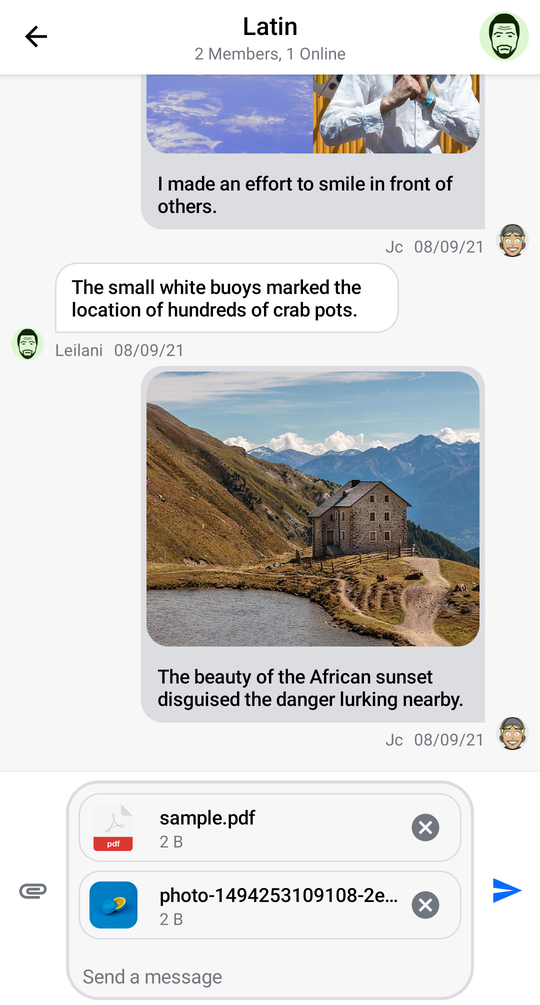 Latin
2 Members, 1 Online
I made an effort to smile in front of
others.
Jc 08/09/21
The small white buoys marked the
location of hundreds of crab pots.
Leilani 08/09/21
The beauty of the African sunset
disguised the danger lurking nearby.
Jc 08/09/21
sample.pdf
2 B
pdf
photo-1494253109108-2e...
2 B
Send a message